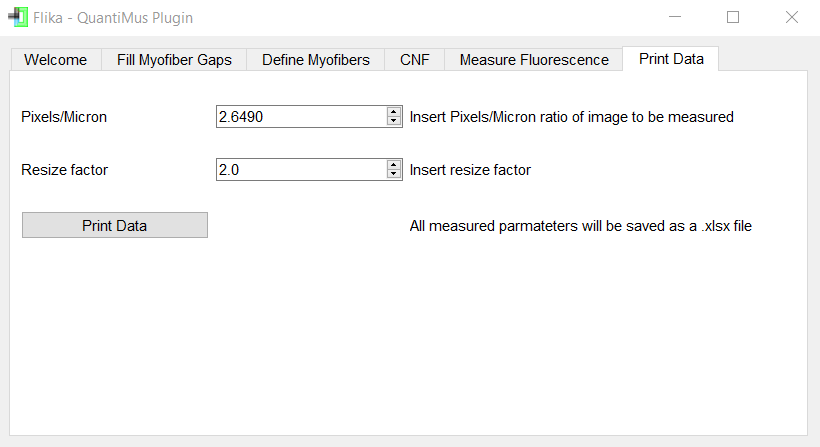 Flika - QuantiMus Plugin
Welcome Fill Myofiber Gaps Define Myofibers CNF Measure Fluorescence Print Data
Pixels/Micron 2.6490 Insert Pixels/Micron ratio of image to be measured
Resize factor 2.0 Insert resize factor
Print Data All measured parmateters will be saved as a .xlsx file